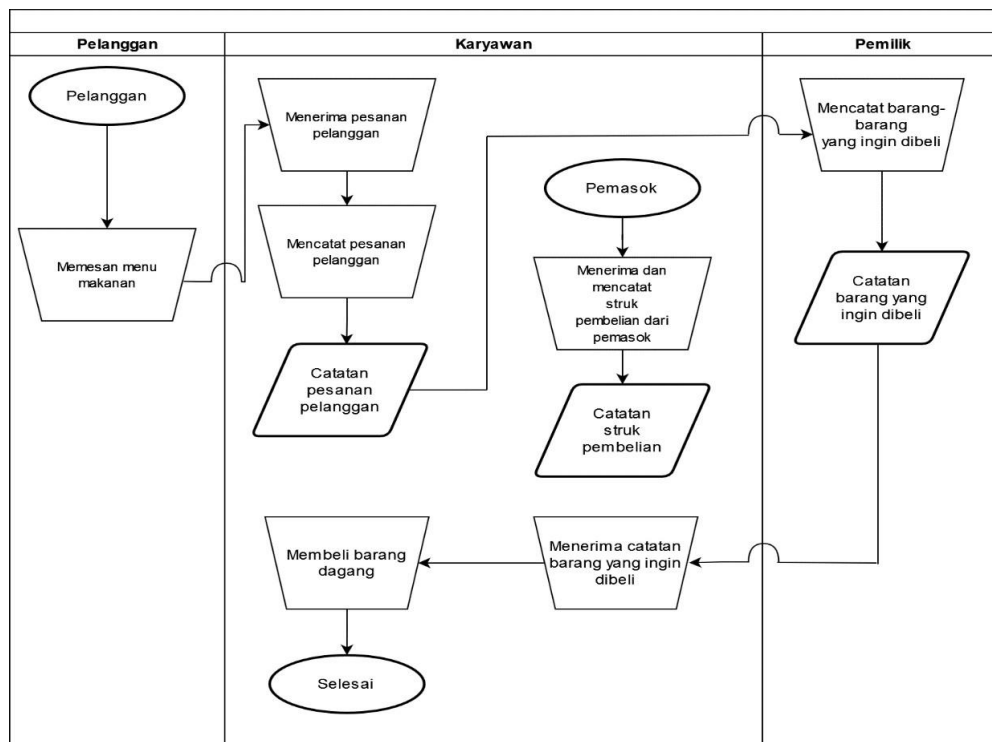 Pelanggan
Karyawan
Pemilik
Pelanggan
Memesan menu
makanan
Menerima pesanan
pelanggan
Mencatat pesanan
pelanggan
Catatan
pesanan
pelanggan
Pemasok
Menerima dan
mencatat
struk
pembelian dari
pemasok
Catatan
struk
pembelian
Mencatat barang-
barang
yang ingin dibeli
Catatan
barang yang
ingin dibeli
Menerima catatan
barang yang ingin
dibeli
Membeli barang
dagang
Selesai